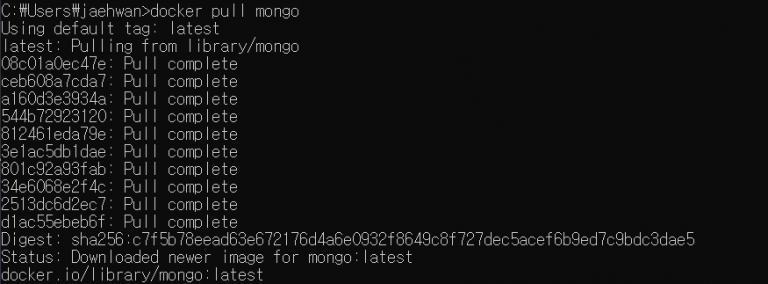 C:₩Users₩jaehwan>docker pull mongo
Using default tag: latest
latest: Pulling from library/mongo
08c01a0ec47e: Pull complete
ceb608a7cda7: Pull complete
a160d3e3934a: Pull complete
544b72923120: Pull complete
812461eda79e: Pull complete
3e1ac5db1dae: Pull complete
801c92a93fab: Pull complete
34e6068e2f4c: Pull complete
2513dc6d2ec7: Pull complete
d1ac55ebeb6f: Pull complete
Digest: sha256:c7f5b78eead63e672176d4a6e0932f8649c8f727dec5acef6b9ed7c9bdc3dae5
Status: Downloaded newer image for mongo:latest
docker.io/library/mongo:latest